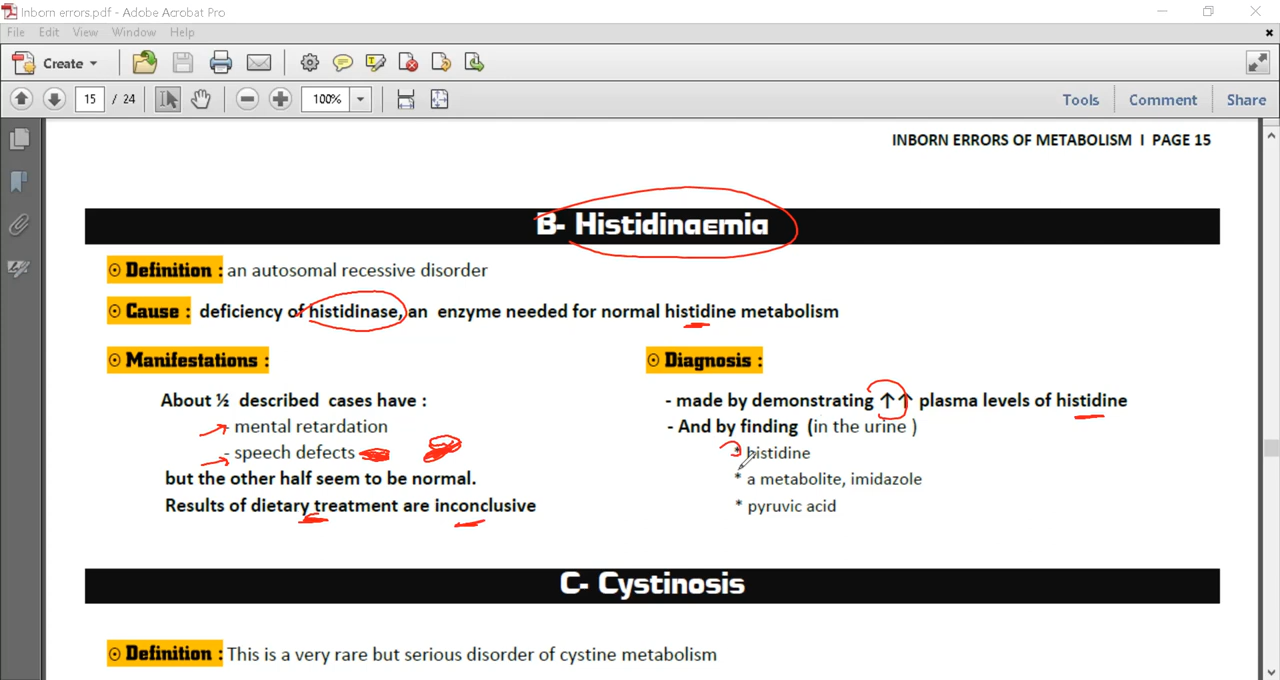 Inborn errors.pdf - Adobe Acrobat Pro
File Edit View Window Help
Create
15 / 24 100% Tools Comment Share
INBORN ERRORS OF METABOLISM I PAGE 15
B- Histidinaemia
Definition : an autosomal recessive disorder
Cause : deficiency of histidinase, an enzyme needed for normal histidine metabolism
Manifestations :
About ½ described cases have :
- mental retardation
- speech defects
but the other half seem to be normal.
Results of dietary treatment are inconclusive
Diagnosis :
- made by demonstrating ↑↑ plasma levels of histidine
- And by finding (in the urine )
* histidine
* a metabolite, imidazole
* pyruvic acid
C- Cystinosis
Definition : This is a very rare but serious disorder of cystine metabolism